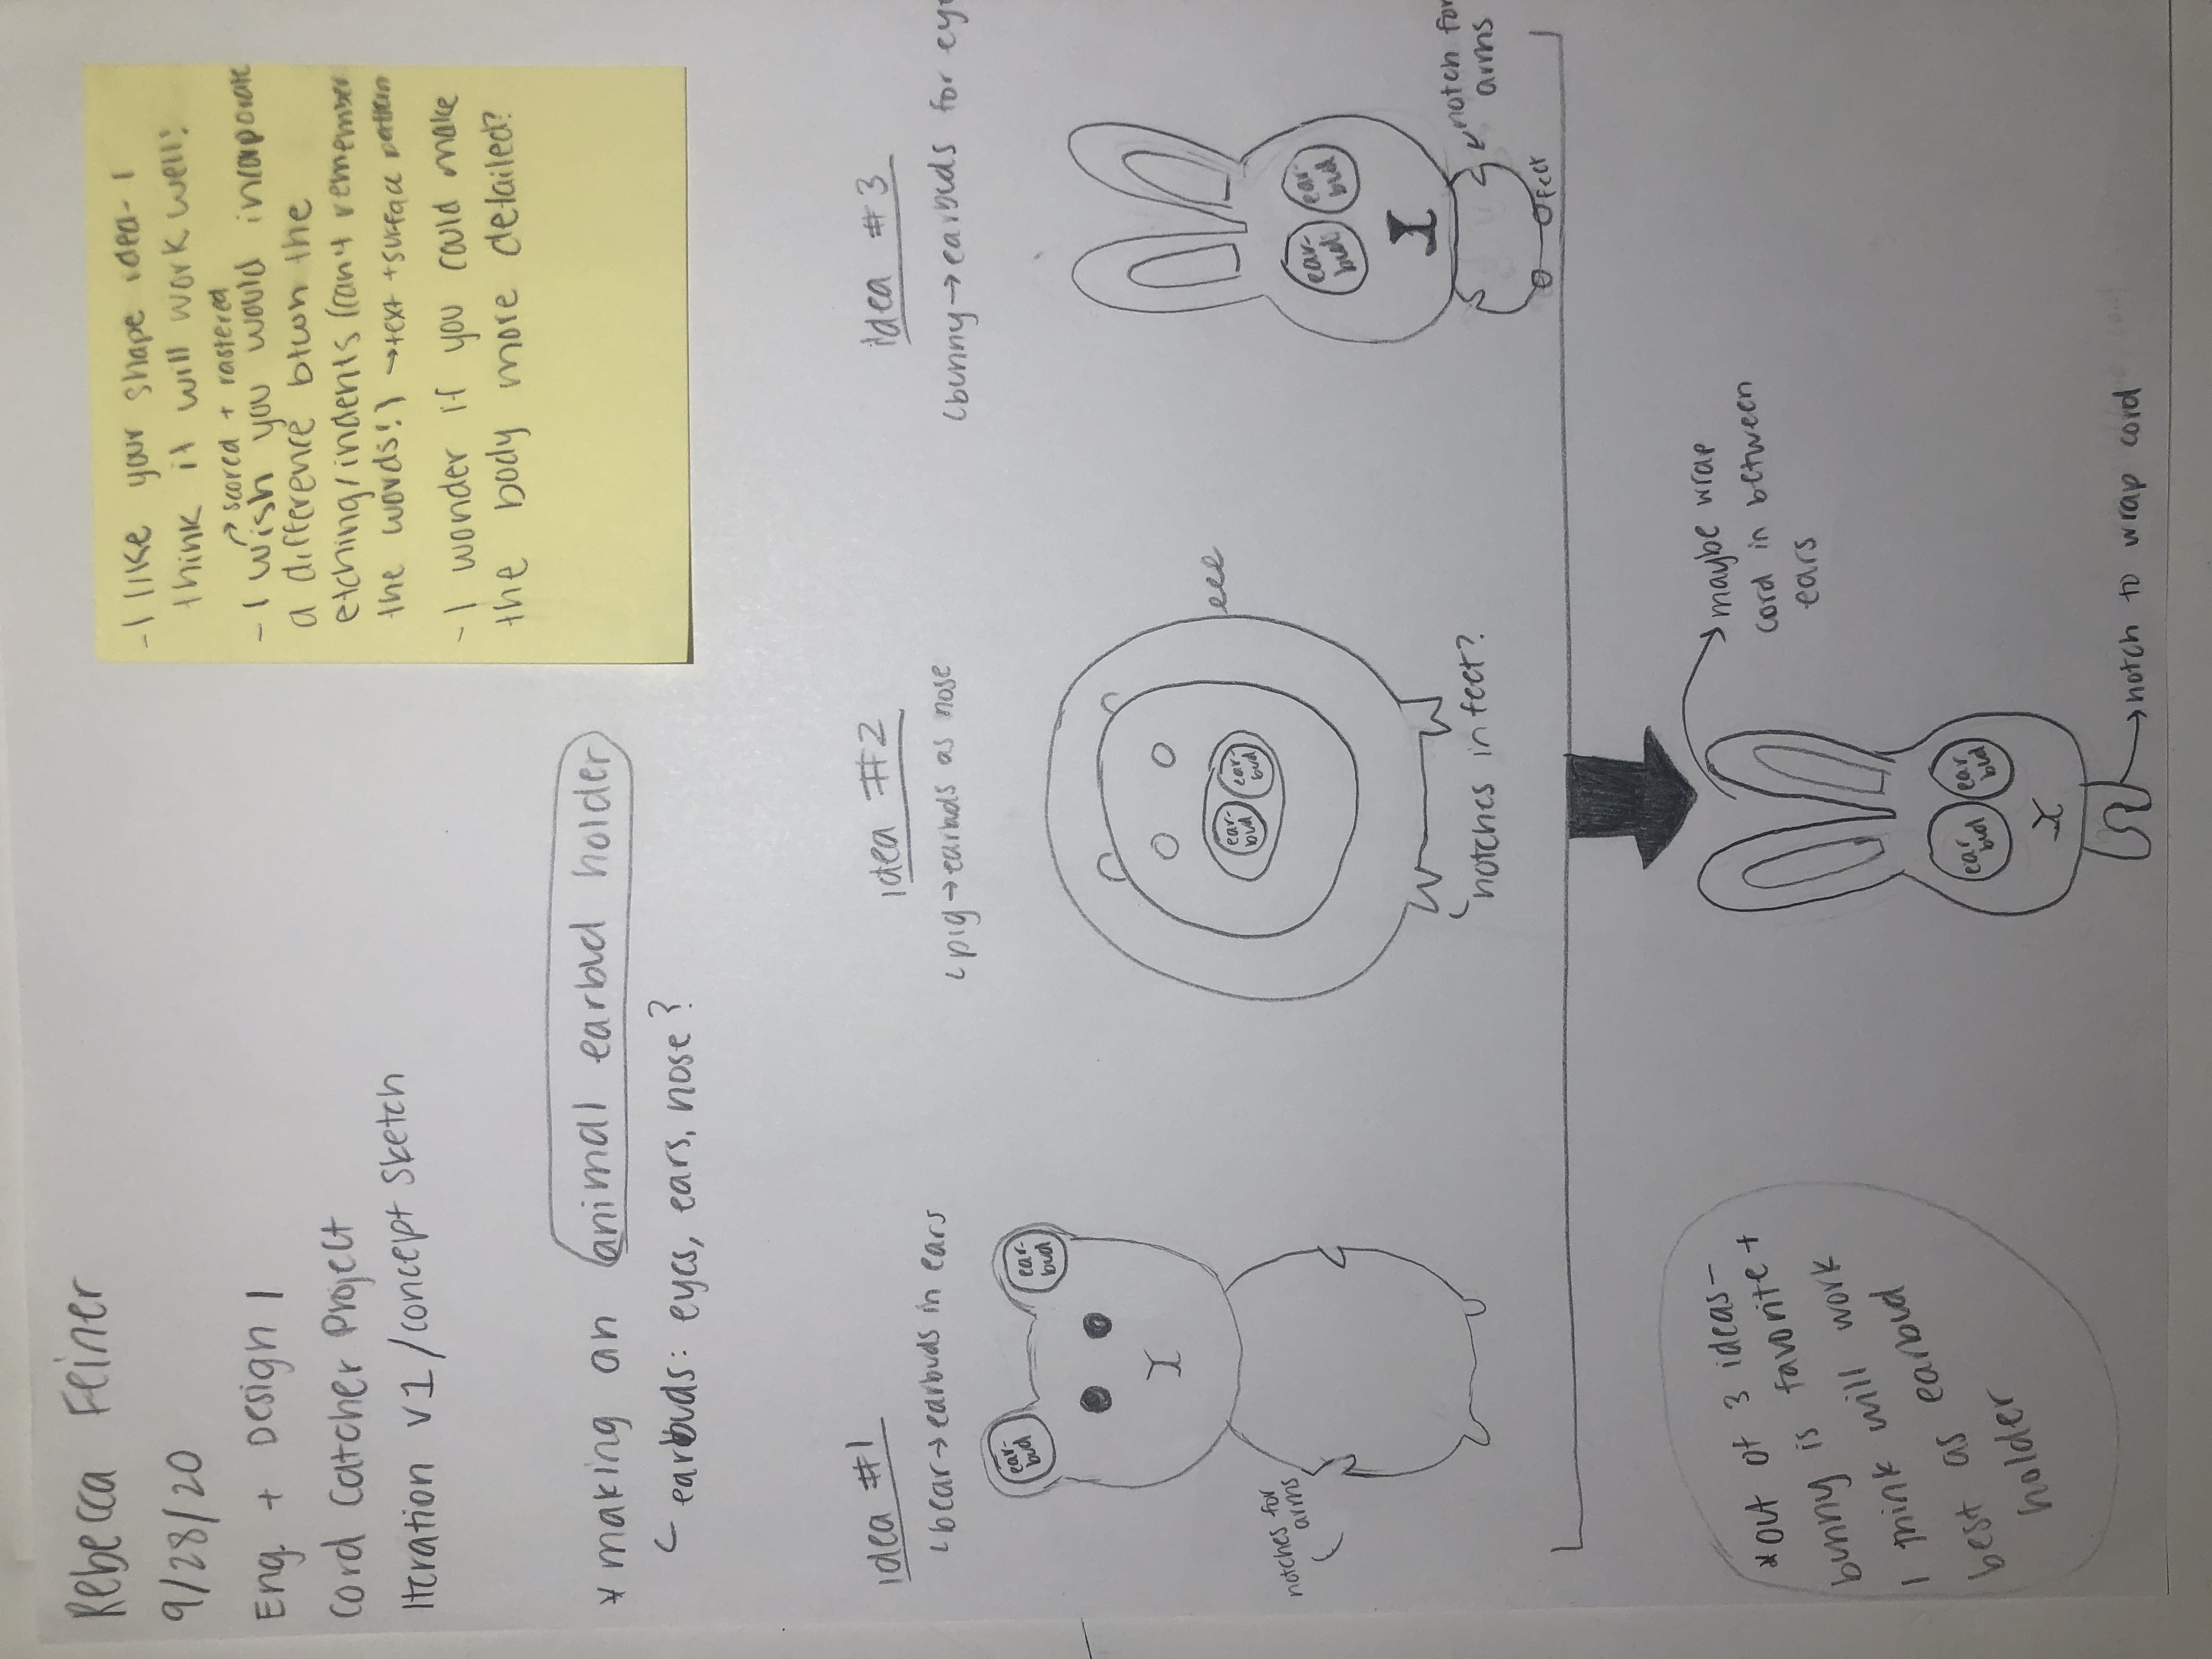 Rebecca Feiner
9/28/20
Eng. + Design 1
Cord Catcher Project
Iteration v1/concept sketch
-I like your shape idea- I
think it will work well!
→ scored + rastered
-I wish you would incorporate
a difference btwn the
etching/indents (can't remember
the words!) →text + surface pattern
-I wonder if you could make
the body more detailed?
* making an animal earbud holder
earbuds: eyes, ears, nose?
idea #1
bear→earbuds in ears
ear-
bud
ear-
bud
notches for
arms
idea #2
pig→earbuds as nose
ear-
bud
ear-
bud
notches in feet?
idea #3
bunny→earbuds for eye
ear-
bud
ear-
bud
notch for
arms
feet
*out of 3 ideas-
bunny is favorite +
I think will work
best as earbud
holder
maybe wrap
cord in between
ears
ear
bud
ear
bud
notch to wrap cord